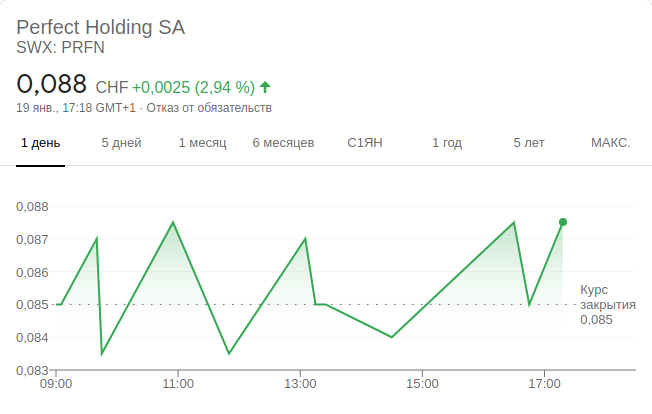 Perfect Holding SA
SWX: PRFN
0,088 CHF +0,0025 (2,94 %)
19 янв., 17:18 GMT+1 · Отказ от обязательств
1 день 5 дней 1 месяц 6 месяцев С1ЯН 1 год 5 лет МАКС.
0,088
0,087
0,086
0,085
0,084
0,083
Курс
закрытия
0,085
09:00 11:00 13:00 15:00 17:00